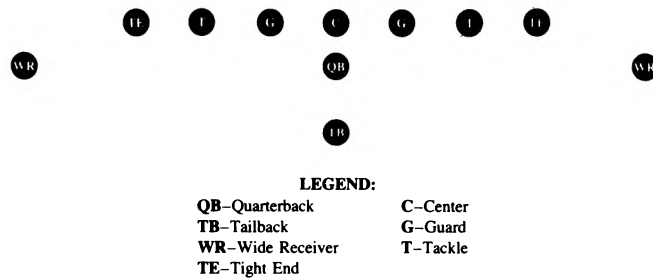 TE T G C G T TE
WR QB WR
TB
LEGEND:
QB–Quarterback C–Center
TB–Tailback G–Guard
WR–Wide Receiver T–Tackle
TE–Tight End